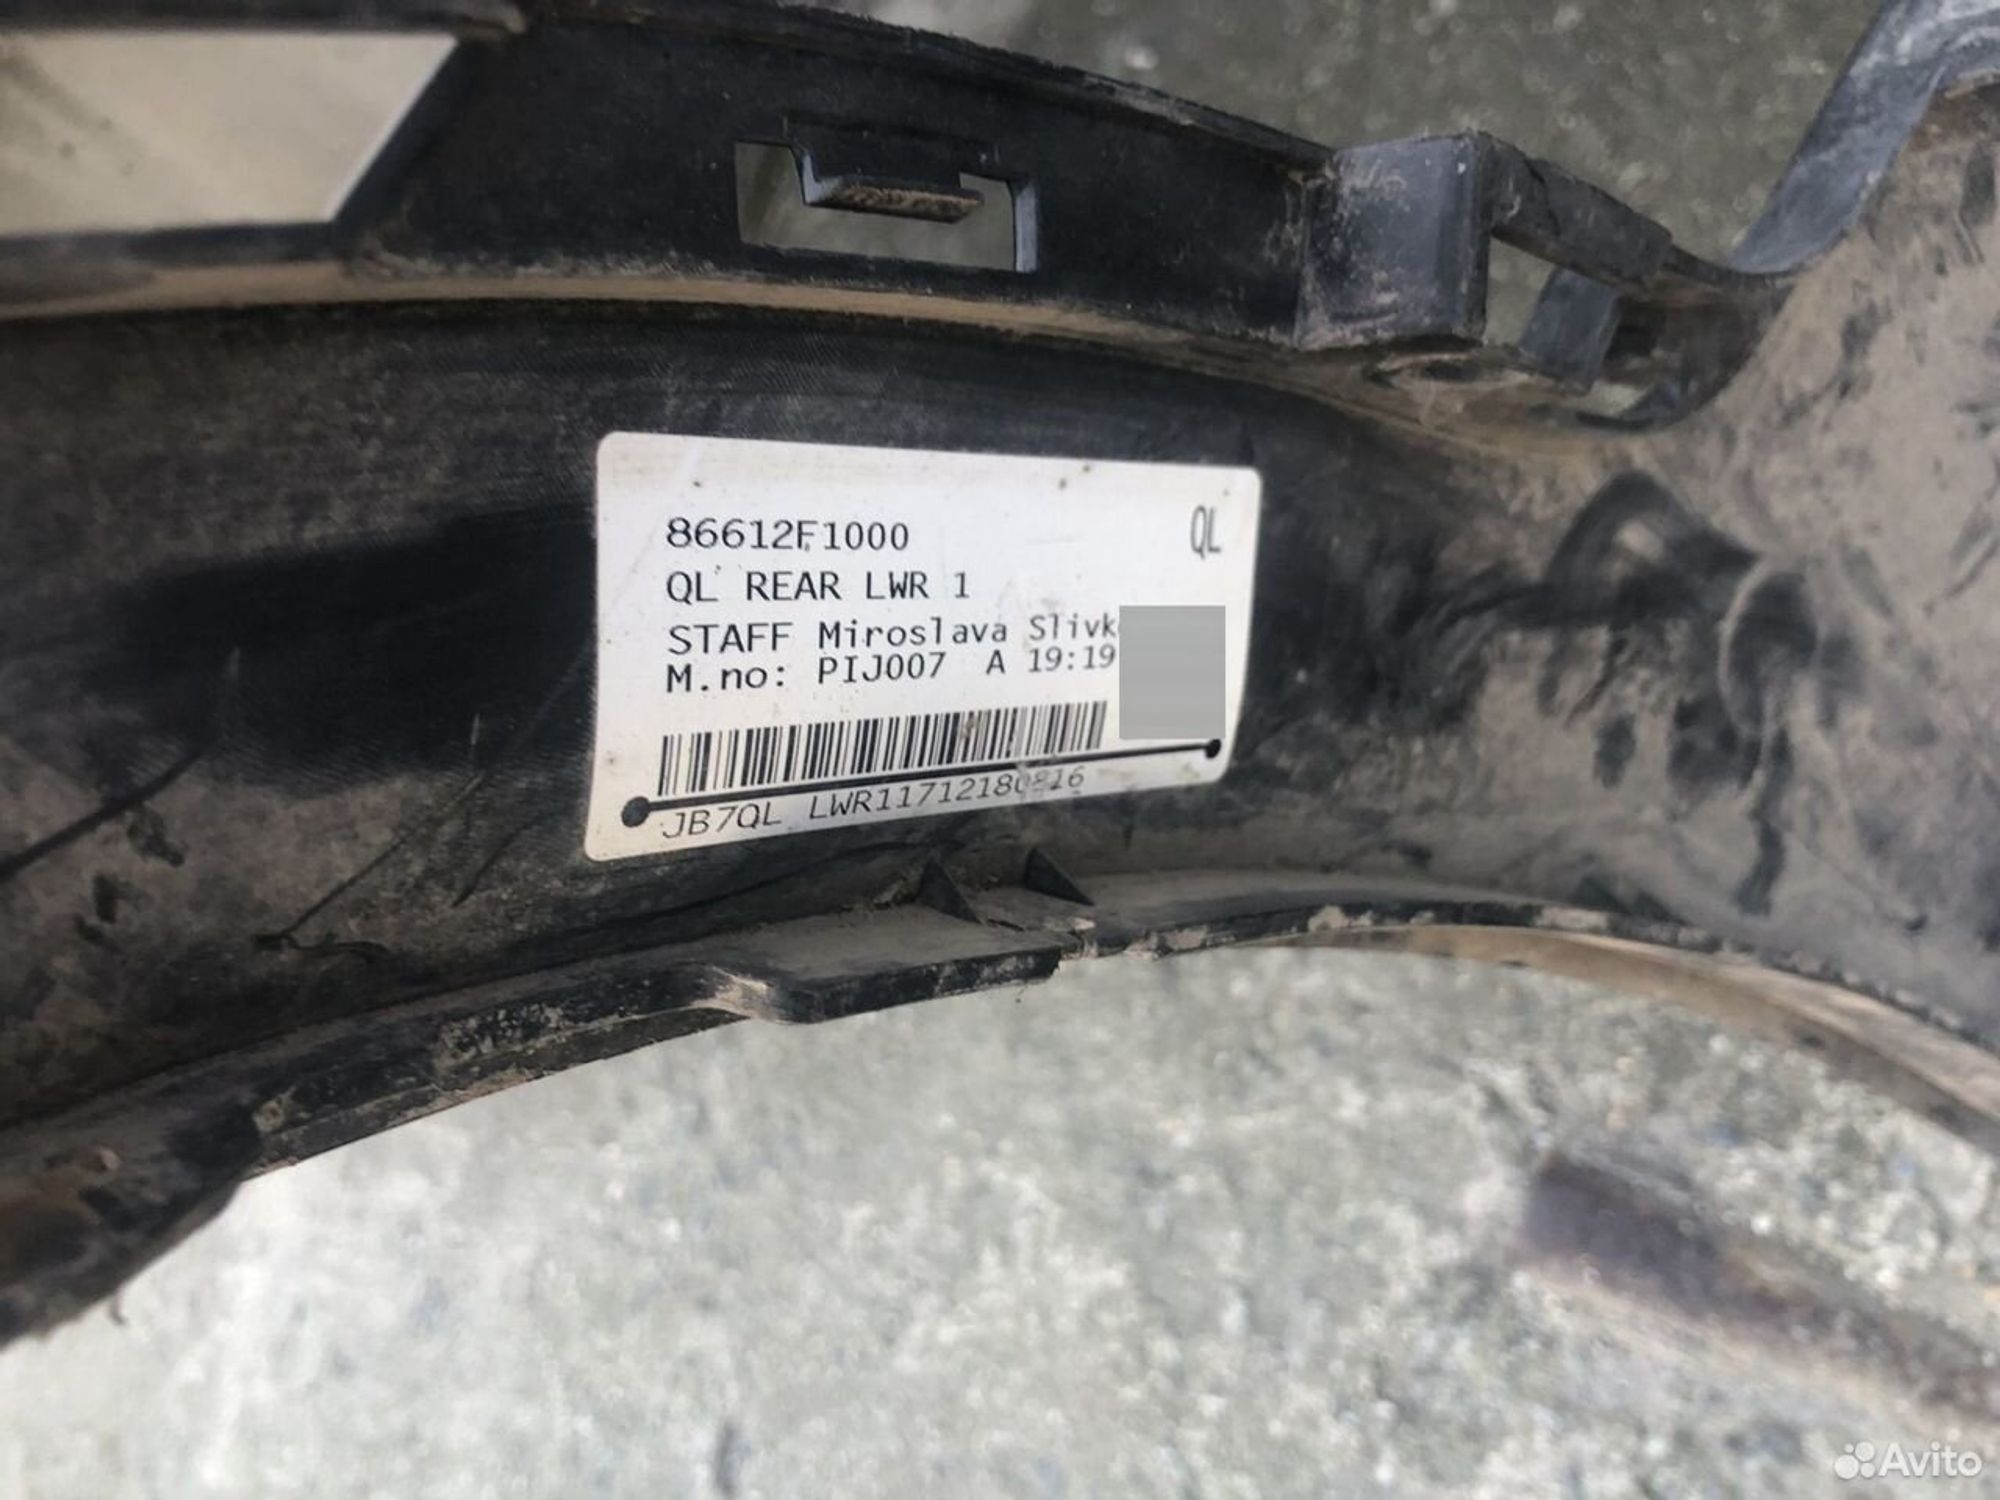 86612F1000 QL
QL REAR LWR 1
STAFF Miroslava Slivk
M.no: PIJ007 A 19:19
JB7QL LWR11712180816
Avito